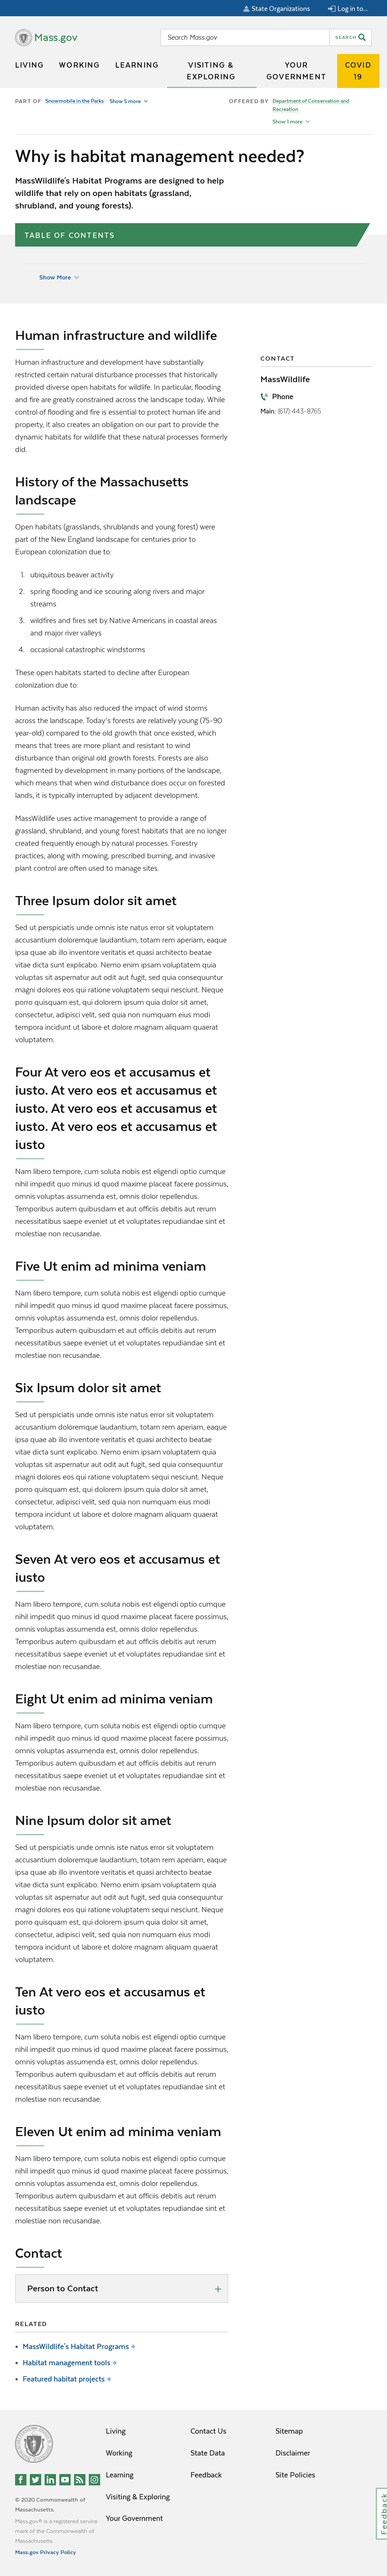 State Organizations
Log in to...
Mass.gov
Search Mass.gov
SEARCH
LIVING
WORKING
LEARNING
VISITING &
EXPLORING
YOUR
GOVERNMENT
COVID
19
PART OF
Snowmobile in the Parks
Show 5 more
OFFERED BY
Department of Conservation and
Recreation
Show 1 more
Why is habitat management needed?
MassWildlife's Habitat Programs are designed to help
wildlife that rely on open habitats (grassland,
shrubland, and young forests).
TABLE OF CONTENTS
Show More
Human infrastructure and wildlife
Human infrastructure and development have substantially
restricted certain natural disturbance processes that historically
provided diverse open habitats for wildlife. In particular, flooding
and fire are greatly constrained across the landscape today. While
control of flooding and fire is essential to protect human life and
property, it also creates an obligation on our part to provide the
dynamic habitats for wildlife that these natural processes formerly
did.
CONTACT
MassWildlife
Phone
Main: (617) 443-8765
History of the Massachusetts
landscape
Open habitats (grasslands, shrublands and young forest) were
part of the New England landscape for centuries prior to
European colonization due to:
1. ubiquitous beaver activity
2. spring flooding and ice scouring along rivers and major
streams
3. wildfires and fires set by Native Americans in coastal areas
and major river valleys
4. occasional catastrophic windstorms
These open habitats started to decline after European
colonization due to:
Human activity has also reduced the impact of wind storms
across the landscape. Today's forests are relatively young (75-90
year-old) compared to the old growth that once existed, which
means that trees are more pliant and resistant to wind
disturbance than original old growth forests. Forests are also
fragmented by development in many portions of the landscape,
which means that when wind disturbance does occur on forested
lands, it is typically interrupted by adjacent development.
MassWildlife uses active management to provide a range of
grassland, shrubland, and young forest habitats that are no longer
created frequently enough by natural processes. Forestry
practices, along with mowing, prescribed burning, and invasive
plant control are often used to manage sites.
Three Ipsum dolor sit amet
Sed ut perspiciatis unde omnis iste natus error sit voluptatem
accusantium doloremque laudantium, totam rem aperiam, eaque
ipsa quae ab illo inventore veritatis et quasi architecto beatae
vitae dicta sunt explicabo. Nemo enim ipsam voluptatem quia
voluptas sit aspernatur aut odit aut fugit, sed quia consequuntur
magni dolores eos qui ratione voluptatem sequi nesciunt. Neque
porro quisquam est, qui dolorem ipsum quia dolor sit amet,
consectetur, adipisci velit, sed quia non numquam eius modi
tempora incidunt ut labore et dolore magnam aliquam quaerat
voluptatem.
Four At vero eos et accusamus et
iusto. At vero eos et accusamus et
iusto. At vero eos et accusamus et
iusto. At vero eos et accusamus et
iusto
Nam libero tempore, cum soluta nobis est eligendi optio cumque
nihil impedit quo minus id quod maxime placeat facere possimus,
omnis voluptas assumenda est, omnis dolor repellendus.
Temporibus autem quibusdam et aut officiis debitis aut rerum
necessitatibus saepe eveniet ut et voluptates repudiandae sint et
molestiae non recusandae.
Five Ut enim ad minima veniam
Nam libero tempore, cum soluta nobis est eligendi optio cumque
nihil impedit quo minus id quod maxime placeat facere possimus,
omnis voluptas assumenda est, omnis dolor repellendus.
Temporibus autem quibusdam et aut officiis debitis aut rerum
necessitatibus saepe eveniet ut et voluptates repudiandae sint et
molestiae non recusandae.
Six Ipsum dolor sit amet
Sed ut perspiciatis unde omnis iste natus error sit voluptatem
accusantium doloremque laudantium, totam rem aperiam, eaque
ipsa quae ab illo inventore veritatis et quasi architecto beatae
vitae dicta sunt explicabo. Nemo enim ipsam voluptatem quia
voluptas sit aspernatur aut odit aut fugit, sed quia consequuntur
magni dolores eos qui ratione voluptatem sequi nesciunt. Neque
porro quisquam est, qui dolorem ipsum quia dolor sit amet,
consectetur, adipisci velit, sed quia non numquam eius modi
tempora incidunt ut labore et dolore magnam aliquam quaerat
voluptatem.
Seven At vero eos et accusamus et
iusto
Nam libero tempore, cum soluta nobis est eligendi optio cumque
nihil impedit quo minus id quod maxime placeat facere possimus,
omnis voluptas assumenda est, omnis dolor repellendus.
Temporibus autem quibusdam et aut officiis debitis aut rerum
necessitatibus saepe eveniet ut et voluptates repudiandae sint et
molestiae non recusandae.
Eight Ut enim ad minima veniam
Nam libero tempore, cum soluta nobis est eligendi optio cumque
nihil impedit quo minus id quod maxime placeat facere possimus,
omnis voluptas assumenda est, omnis dolor repellendus.
Temporibus autem quibusdam et aut officiis debitis aut rerum
necessitatibus saepe eveniet ut et voluptates repudiandae sint et
molestiae non recusandae.
Nine Ipsum dolor sit amet
Sed ut perspiciatis unde omnis iste natus error sit voluptatem
accusantium doloremque laudantium, totam rem aperiam, eaque
ipsa quae ab illo inventore veritatis et quasi architecto beatae
vitae dicta sunt explicabo. Nemo enim ipsam voluptatem quia
voluptas sit aspernatur aut odit aut fugit, sed quia consequuntur
magni dolores eos qui ratione voluptatem sequi nesciunt. Neque
porro quisquam est, qui dolorem ipsum quia dolor sit amet,
consectetur, adipisci velit, sed quia non numquam eius modi
tempora incidunt ut labore et dolore magnam aliquam quaerat
voluptatem.
Ten At vero eos et accusamus et
iusto
Nam libero tempore, cum soluta nobis est eligendi optio cumque
nihil impedit quo minus id quod maxime placeat facere possimus,
omnis voluptas assumenda est, omnis dolor repellendus.
Temporibus autem quibusdam et aut officiis debitis aut rerum
necessitatibus saepe eveniet ut et voluptates repudiandae sint et
molestiae non recusandae.
Eleven Ut enim ad minima veniam
Nam libero tempore, cum soluta nobis est eligendi optio cumque
nihil impedit quo minus id quod maxime placeat facere possimus,
omnis voluptas assumenda est, omnis dolor repellendus.
Temporibus autem quibusdam et aut officiis debitis aut rerum
necessitatibus saepe eveniet ut et voluptates repudiandae sint et
molestiae non recusandae.
Contact
Person to Contact
RELATED
MassWildlife's Habitat Programs
Habitat management tools
Featured habitat projects
Living
Working
Learning
Visiting & Exploring
Your Government
Contact Us
State Data
Feedback
Sitemap
Disclaimer
Site Policies
© 2020 Commonwealth of
Massachusetts.
Mass.gov® is a registered service
mark of the Commonwealth of
Massachusetts.
Mass.gov Privacy Policy
Feedback